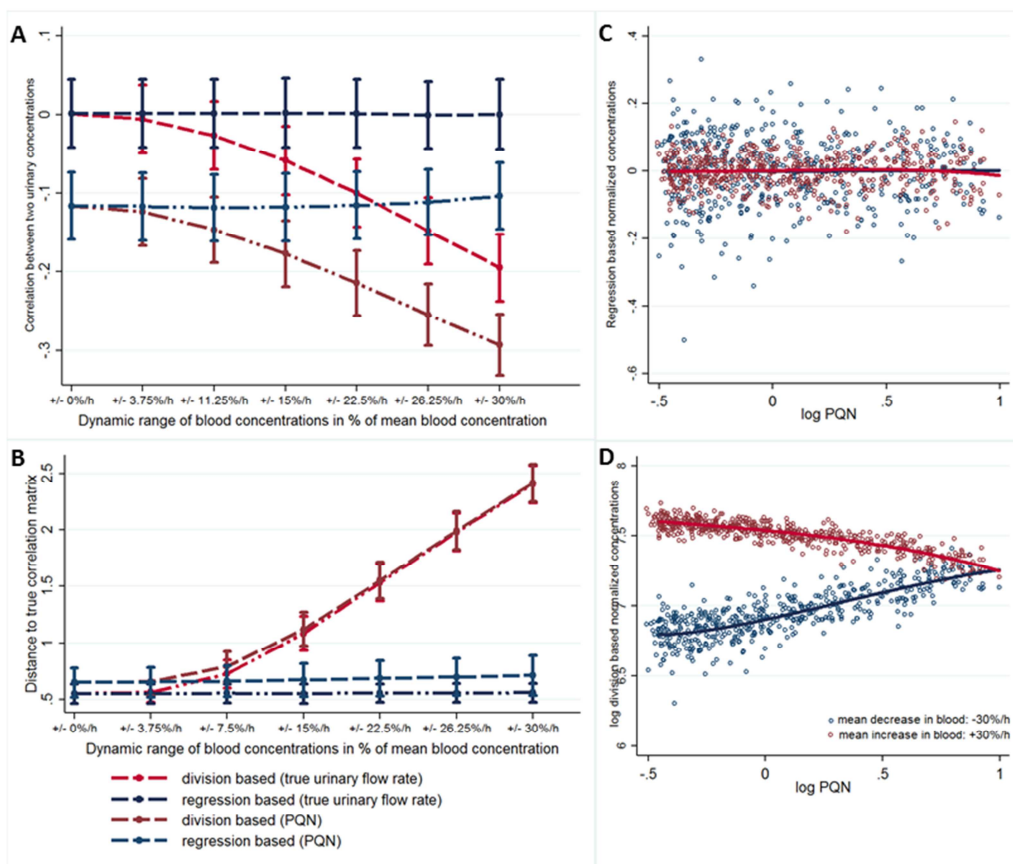 A
Correlation between two urinary concentrations
.1
0
-.1
-.2
-.3
+/- 0%/h
+/- 3.75%/h
+/- 11.25%/h
+/- 15%/h
+/- 22.5%/h
+/- 26.25%/h
+/- 30%/h
Dynamic range of blood concentrations in % of mean blood concentration
B
Distance to true correlation matrix
2.5
2
1.5
1
.5
+/- 0%/h
+/- 3.75%/h
+/- 7.5%/h
+/- 15%/h
+/- 22.5%/h
+/- 26.25%/h
+/- 30%/h
Dynamic range of blood concentrations in % of mean blood concentration
division based (true urinary flow rate)
regression based (true urinary flow rate)
division based (PQN)
regression based (PQN)
C
Regression based normalized concentrations
.4
.2
0
-.2
-.4
-.6
-.5
0
.5
1
log PQN
D
log division based normalized concentrations
8
7.5
7
6.5
6
mean decrease in blood: -30%/h
mean increase in blood: +30%/h
-.5
0
.5
1
log PQN